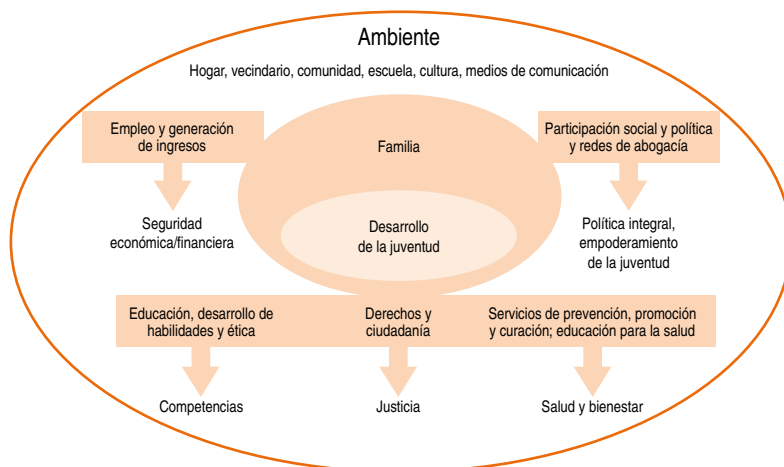 Ambiente
Hogar, vecindario, comunidad, escuela, cultura, medios de comunicación
Empleo y generación
de ingresos
Familia
Participación social y política
y redes de abogacía
Seguridad
económica/financiera
Desarrollo
de la juventud
Política integral,
empoderamiento
de la juventud
Educación, desarrollo de
habilidades y ética
Derechos y
ciudadanía
Servicios de prevención, promoción
y curación; educación para la salud
Competencias
Justicia
Salud y bienestar